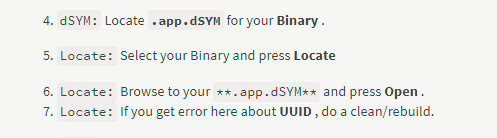 4. dSYM: Locate .app.dSYM for your Binary .
5. Locate: Select your Binary and press Locate
6. Locate: Browse to your **.app.dSYM** and press Open .
7. Locate: If you get error here about UUID , do a clean/rebuild.